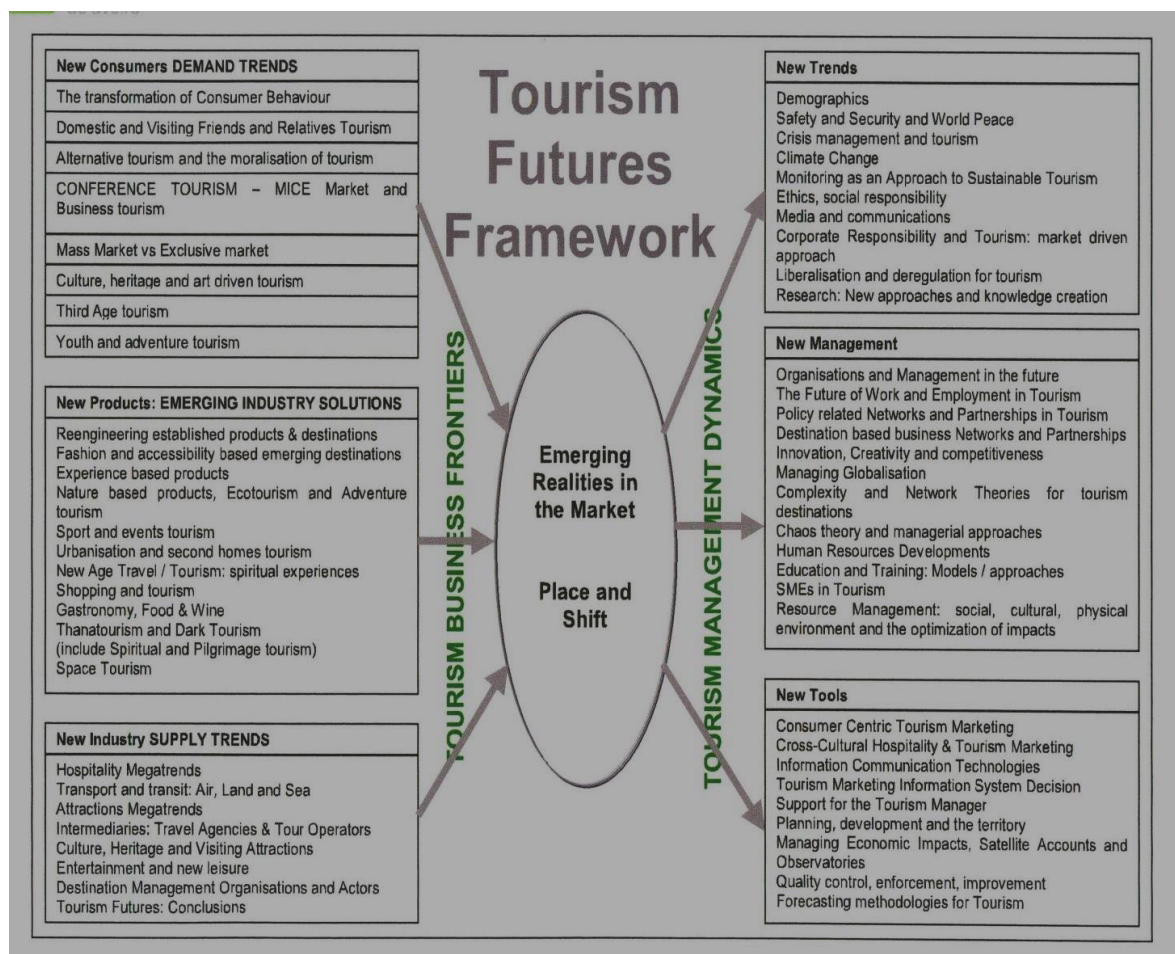 New Consumers DEMAND TRENDS
The transformation of Consumer Behaviour
Domestic and Visiting Friends and Relatives Tourism
Alternative tourism and the moralisation of tourism
CONFERENCE TOURISM – MICE Market and
Business tourism
Mass Market vs Exclusive market
Culture, heritage and art driven tourism
Third Age tourism
Youth and adventure tourism
New Products: EMERGING INDUSTRY SOLUTIONS
Reengineering established products & destinations
Fashion and accessibility based emerging destinations
Experience based products
Nature based products, Ecotourism and Adventure
tourism
Sport and events tourism
Urbanisation and second homes tourism
New Age Travel / Tourism: spiritual experiences
Shopping and tourism
Gastronomy, Food & Wine
Thanatourism and Dark Tourism
(include Spiritual and Pilgrimage tourism)
Space Tourism
New Industry SUPPLY TRENDS
Hospitality Megatrends
Transport and transit: Air, Land and Sea
Attractions Megatrends
Intermediaries: Travel Agencies & Tour Operators
Culture, Heritage and Visiting Attractions
Entertainment and new leisure
Destination Management Organisations and Actors
Tourism Futures: Conclusions
Tourism
Futures
Framework
TOURISM BUSINESS FRONTIERS
Emerging
Realities in
the Market
Place and
Shift
TOURISM MANAGEMENT DYNAMICS
New Trends
Demographics
Safety and Security and World Peace
Crisis management and tourism
Climate Change
Monitoring as an Approach to Sustainable Tourism
Ethics, social responsibility
Media and communications
Corporate Responsibility and Tourism: market driven
approach
Liberalisation and deregulation for tourism
Research: New approaches and knowledge creation
New Management
Organisations and Management in the future
The Future of Work and Employment in Tourism
Policy related Networks and Partnerships in Tourism
Destination based business Networks and Partnerships
Innovation, Creativity and competitiveness
Managing Globalisation
Complexity and Network Theories for tourism
destinations
Chaos theory and managerial approaches
Human Resources Developments
Education and Training: Models / approaches
SMEs in Tourism
Resource Management: social, cultural, physical
environment and the optimization of impacts
New Tools
Consumer Centric Tourism Marketing
Cross-Cultural Hospitality & Tourism Marketing
Information Communication Technologies
Tourism Marketing Information System Decision
Support for the Tourism Manager
Planning, development and the territory
Managing Economic Impacts, Satellite Accounts and
Observatories
Quality control, enforcement, improvement
Forecasting methodologies for Tourism